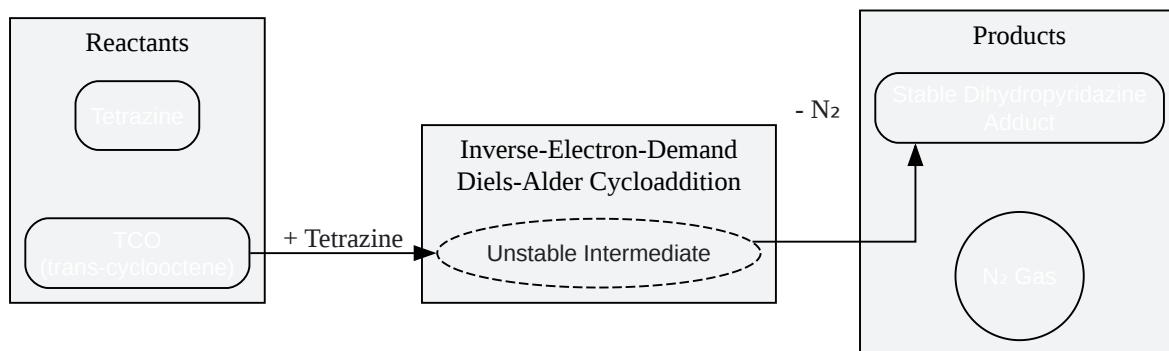 Reactants
Tetrazine
TCO
(trans-cyclooctene)
+ Tetrazine
Inverse-Electron-Demand
Diels-Alder Cycloaddition
Unstable Intermediate
- N₂
Products
Stable Dihydropyridazine
Adduct
N₂ Gas